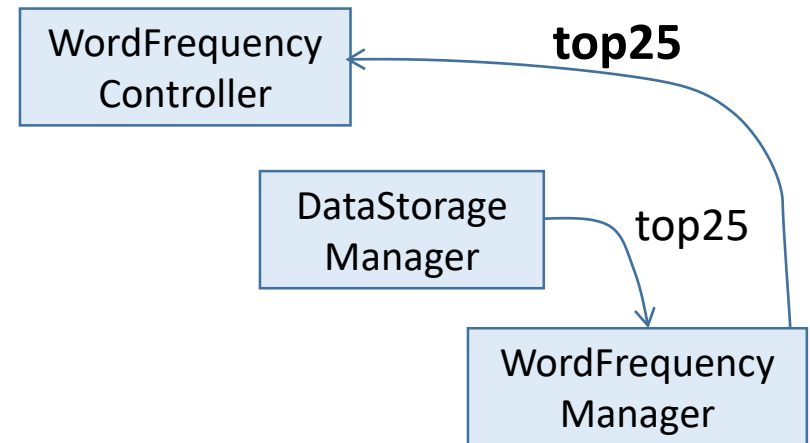 WordFrequency
Controller
top25
DataStorage
Manager
top25
WordFrequency
Manager